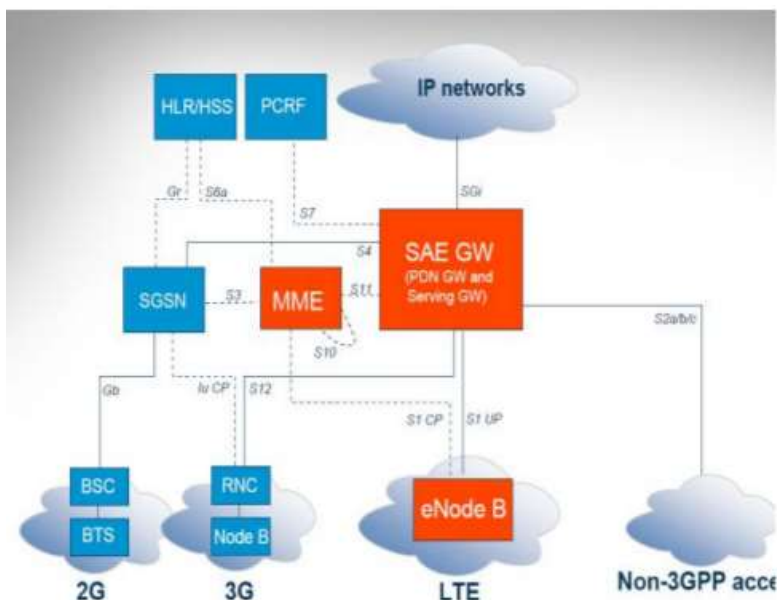 IP networks
HLR/HSS
PCRF
Gr
S6a
S7
SGi
S4
SAE GW
(PDN GW and
Serving GW)
SGSN
S3
MME
S11
S10
S2a/b/c
Gb
Iu CP
S12
S1 CP
S1 UP
BSC
BTS
RNC
Node B
eNode B
2G
3G
LTE
Non-3GPP acce